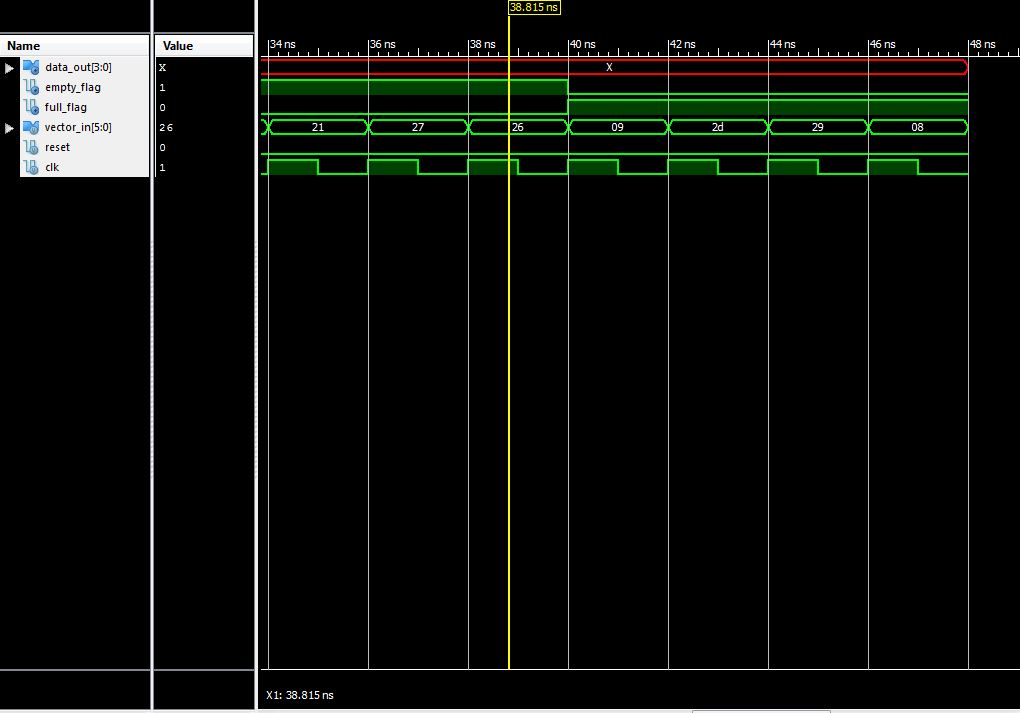 38.815 ns
Name Value 34 ns 36 ns 38 ns 40 ns 42 ns 44 ns 46 ns 48 ns
data_out[3:0] X X
empty_flag 1
full_flag 0
vector_in[5:0] 26 21 27 26 09 2d 29 08
reset 0
clk 1
X1: 38.815 ns